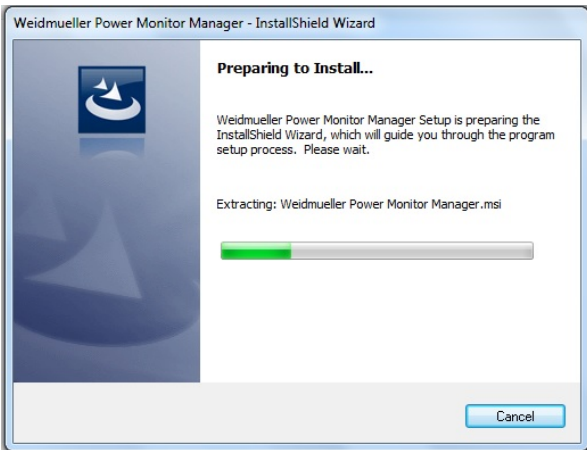 Weidmueller Power Monitor Manager - InstallShield Wizard
Preparing to Install...
Weidmueller Power Monitor Manager Setup is preparing the
InstallShield Wizard, which will guide you through the program
setup process. Please wait.
Extracting: Weidmueller Power Monitor Manager.msi
Cancel